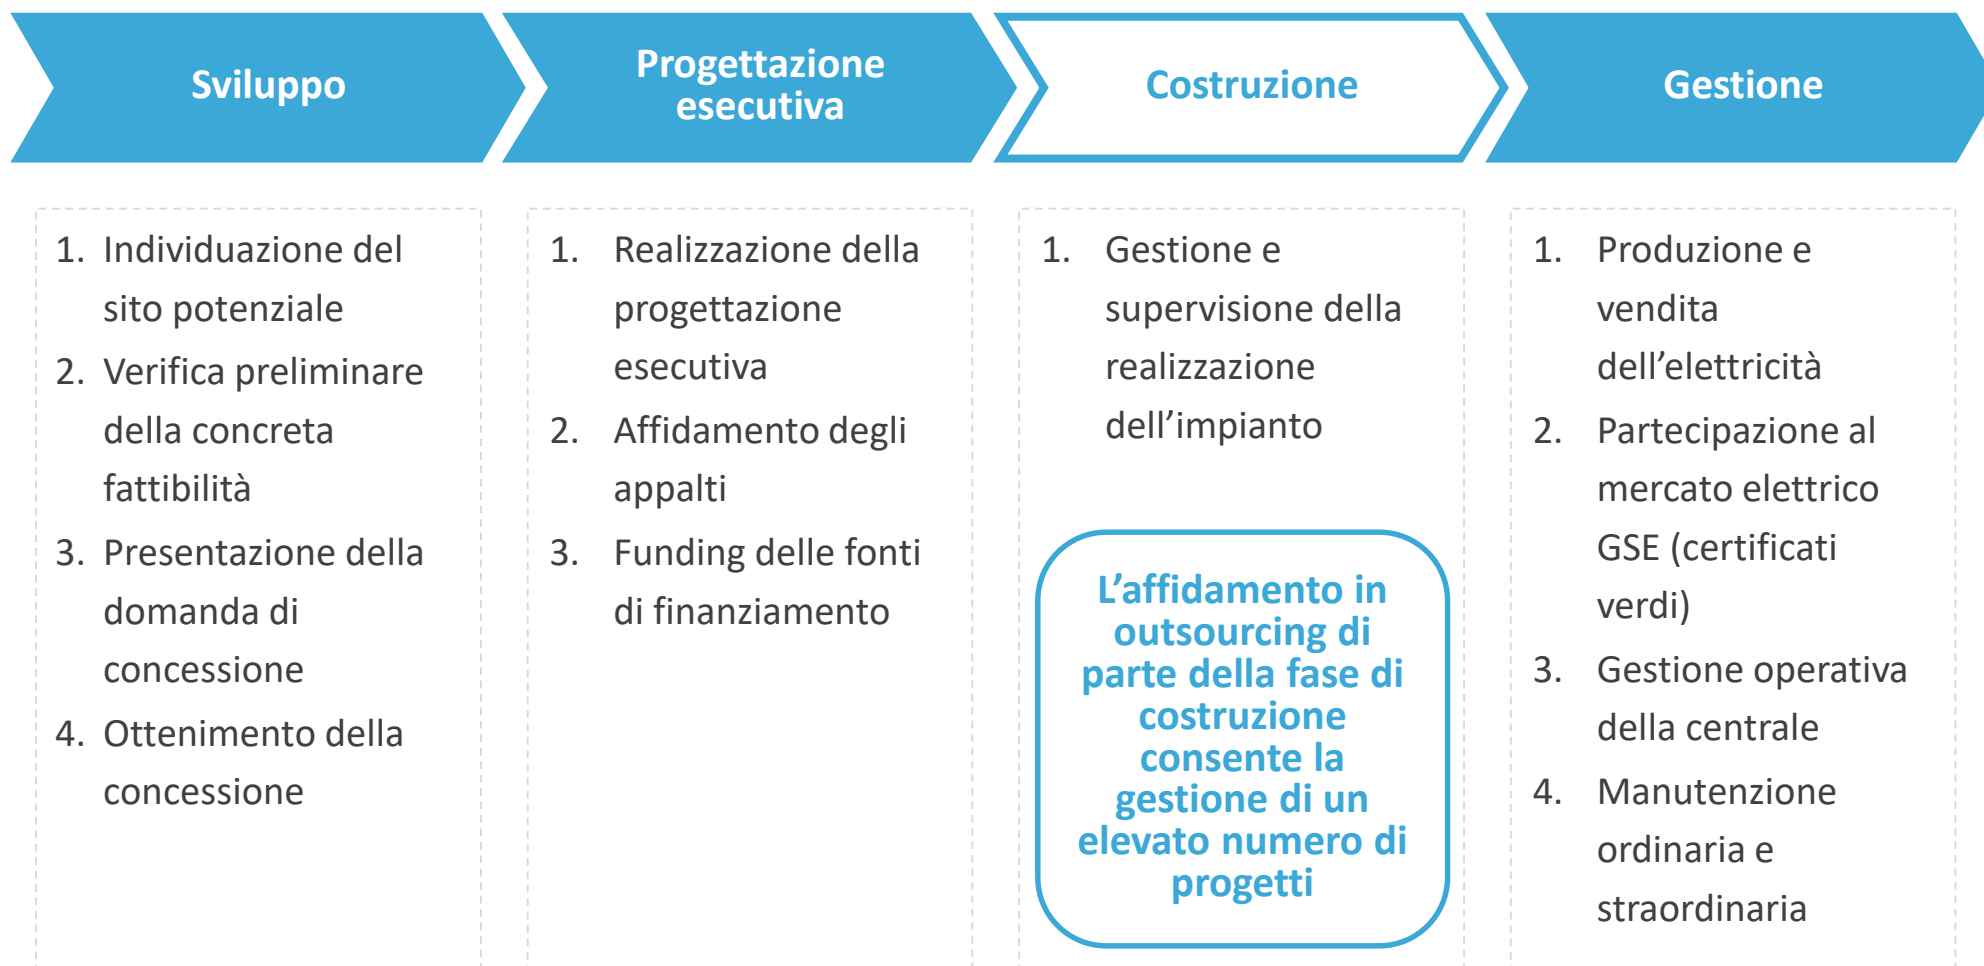 Sviluppo
Progettazione
esecutiva
Costruzione
Gestione
1. Individuazione del
sito potenziale
2. Verifica preliminare
della concreta
fattibilità
3. Presentazione della
domanda di
concessione
4. Ottenimento della
concessione
1. Realizzazione della
progettazione
esecutiva
2. Affidamento degli
appalti
3. Funding delle fonti
di finanziamento
1. Gestione e
supervisione della
realizzazione
dell’impianto
L’affidamento in
outsourcing di
parte della fase di
costruzione
consente la
gestione di un
elevato numero di
progetti
1. Produzione e
vendita
dell’elettricità
2. Partecipazione al
mercato elettrico
GSE (certificati
verdi)
3. Gestione operativa
della centrale
4. Manutenzione
ordinaria e
straordinaria